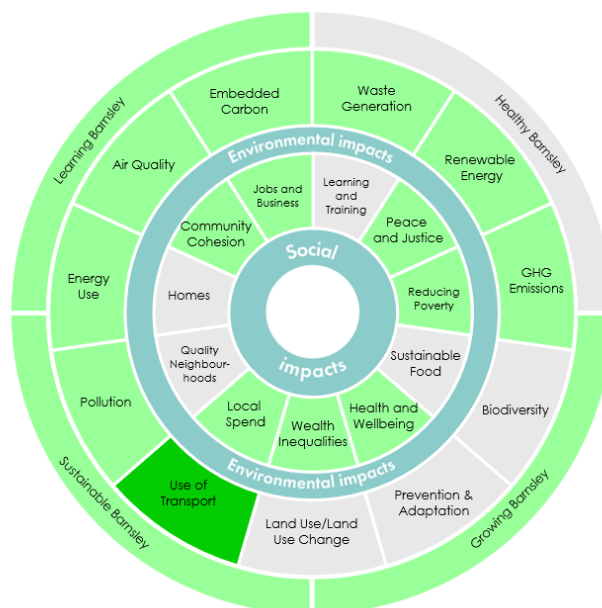 Learning Barnsley
Healthy Barnsley
Growing Barnsley
Sustainable Barnsley
Embedded
Carbon
Waste
Generation
Renewable
Energy
GHG
Emissions
Biodiversity
Prevention &
Adaptation
Land Use/Land
Use Change
Use of
Transport
Pollution
Energy
Use
Air Quality
Environmental impacts
Environmental impacts
Jobs and
Business
Learning
and
Training
Peace
and Justice
Reducing
Poverty
Sustainable
Food
Health and
Wellbeing
Wealth
Inequalities
Local
Spend
Quality
Neighbour-
hoods
Homes
Community
Cohesion
Social
impacts